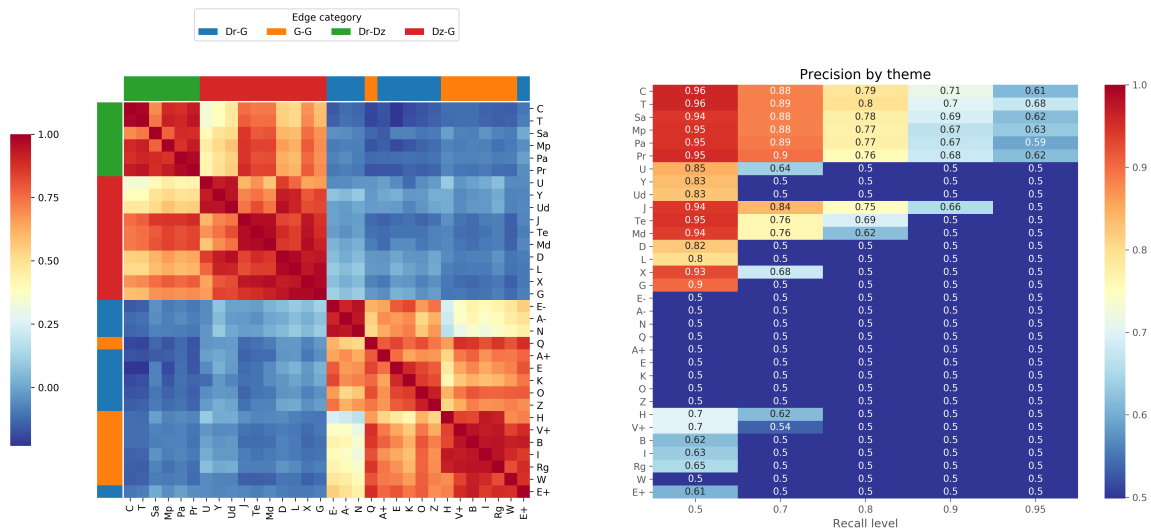 Edge category
Dr-G G-G Dr-Dz Dz-G
1.00
0.75
0.50
0.25
0.00
C
T
Sa
Mp
Pa
Pr
U
Y
Ud
J
Te
Md
D
L
X
G
E-
A-
N
Q
A+
E
K
O
Z
H
V+
B
I
Rg
W
E+
C T Sa Mp Pa Pr U Y Ud J Te Md D L X G E- A- N Q A+ E K O Z H V+ B I Rg W E+
Precision by theme
C 0.96 0.88 0.79 0.71 0.61
T 0.96 0.89 0.8 0.7 0.68
Sa 0.94 0.88 0.78 0.69 0.62
Mp 0.95 0.88 0.77 0.67 0.63
Pa 0.95 0.89 0.77 0.67 0.59
Pr 0.95 0.9 0.76 0.68 0.62
U 0.85 0.64 0.5 0.5 0.5
Y 0.83 0.5 0.5 0.5 0.5
Ud 0.83 0.5 0.5 0.5 0.5
J 0.94 0.84 0.75 0.66 0.5
Te 0.95 0.76 0.69 0.5 0.5
Md 0.94 0.76 0.62 0.5 0.5
D 0.82 0.5 0.5 0.5 0.5
L 0.8 0.5 0.5 0.5 0.5
X 0.93 0.68 0.5 0.5 0.5
G 0.9 0.5 0.5 0.5 0.5
E- 0.5 0.5 0.5 0.5 0.5
A- 0.5 0.5 0.5 0.5 0.5
N 0.5 0.5 0.5 0.5 0.5
Q 0.5 0.5 0.5 0.5 0.5
A+ 0.5 0.5 0.5 0.5 0.5
E 0.5 0.5 0.5 0.5 0.5
K 0.5 0.5 0.5 0.5 0.5
O 0.5 0.5 0.5 0.5 0.5
Z 0.5 0.5 0.5 0.5 0.5
H 0.7 0.62 0.5 0.5 0.5
V+ 0.7 0.54 0.5 0.5 0.5
B 0.62 0.5 0.5 0.5 0.5
I 0.63 0.5 0.5 0.5 0.5
Rg 0.65 0.5 0.5 0.5 0.5
W 0.5 0.5 0.5 0.5 0.5
E+ 0.61 0.5 0.5 0.5 0.5
0.5 0.7 0.8 0.9 0.95
Recall level
1.0
0.9
0.8
0.7
0.6
0.5